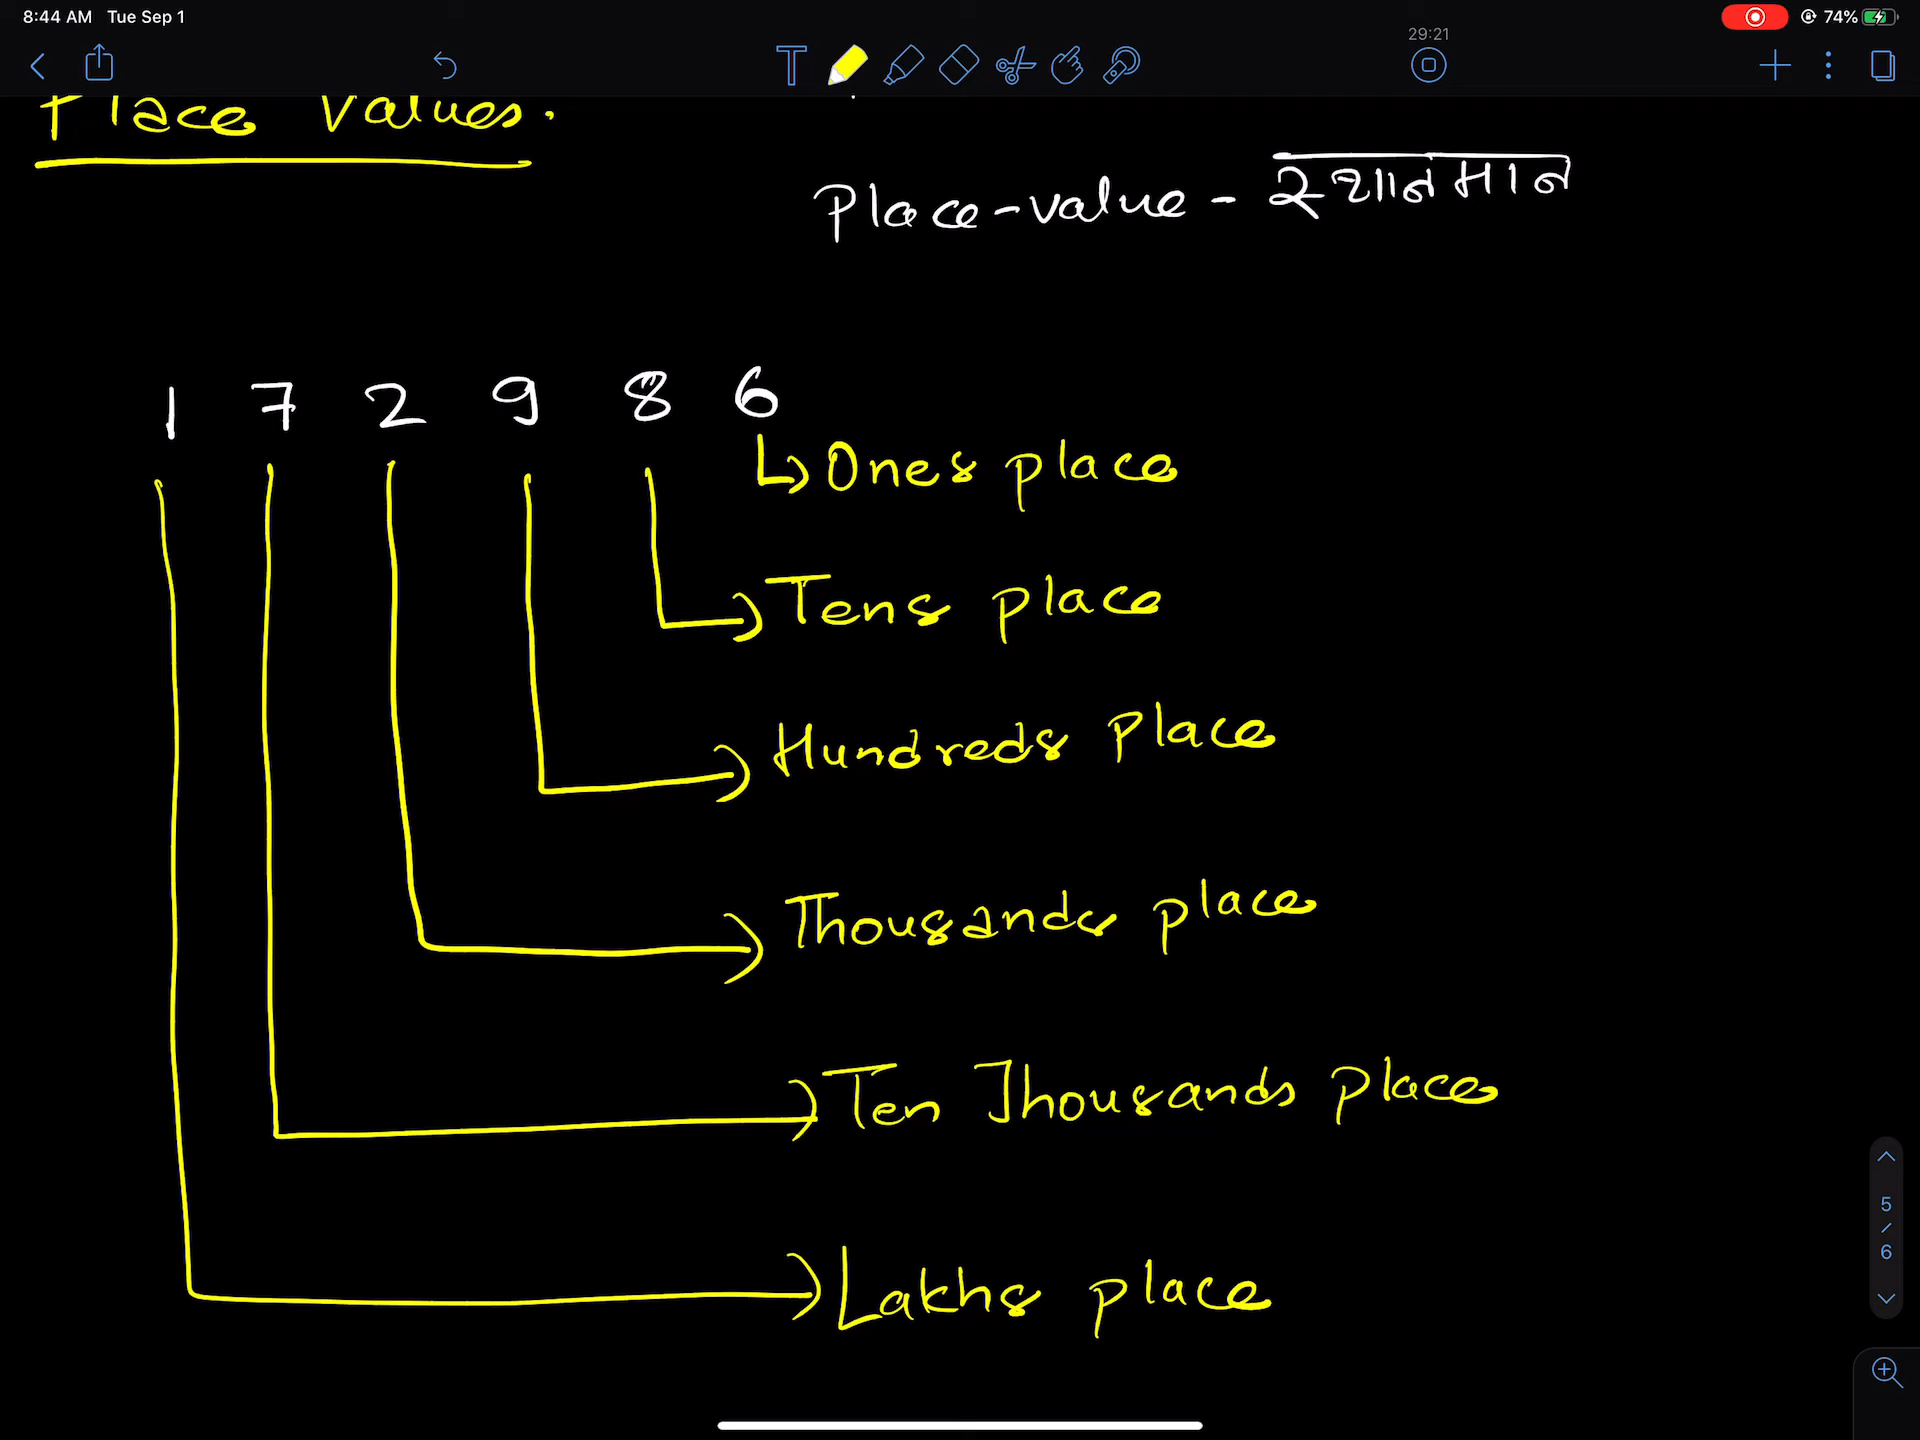 8:44 AM Tue Sep 1
74%
29:21
Place Values.
Place-value - स्थानमान
1 7 2 9 8 6
Ones place
Tens place
Hundreds place
Thousands place
Ten Thousands place
Lakhs place
5
/
6